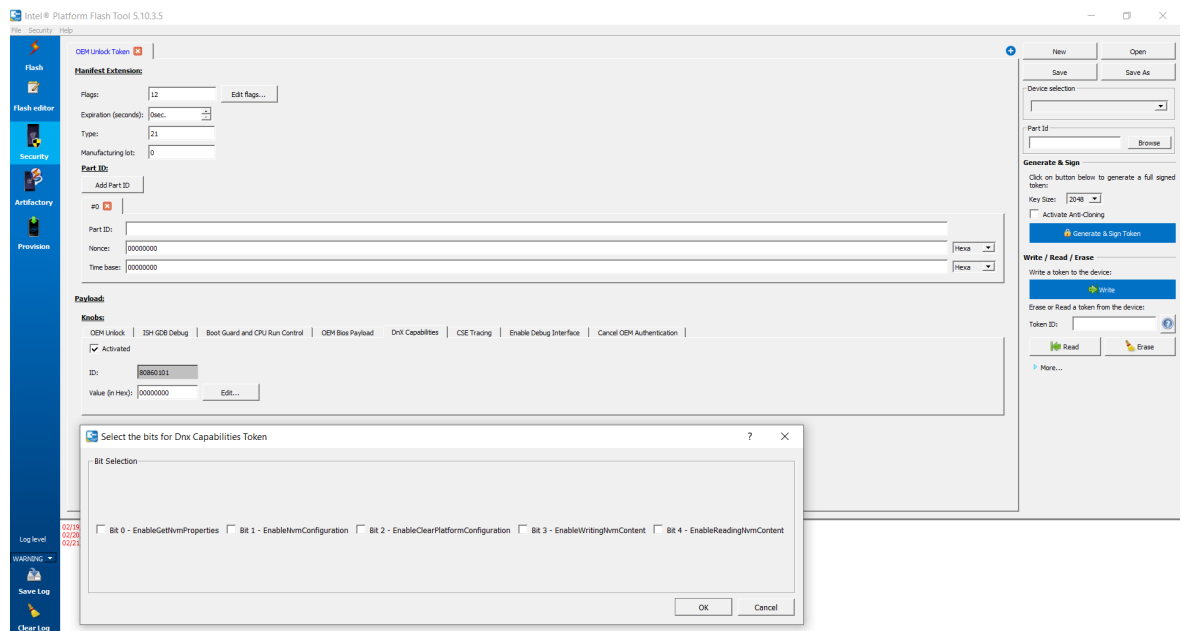 Intel® Platform Flash Tool 5.10.3.5
File Security Help
Flash
Flash editor
Security
Artifactory
Provision
Log level
WARNING
Save Log
Clear Log
OEM Unlock Token
Manifest Extension:
Flags: 12 Edit flags...
Expiration (seconds): 0sec.
Type: 21
Manufacturing lot: 0
Part ID:
Add Part ID
#0
Part ID:
Nonce: 00000000 Hexa
Time base: 00000000 Hexa
Payload:
Knobs:
OEM Unlock ISH GDB Debug Boot Guard and CPU Run Control OEM Bios Payload DnX Capabilities CSE Tracing Enable Debug Interface Cancel OEM Authentication
Activated
ID: 80860101
Value (in Hex): 00000000 Edit...
02/19
02/20
02/21
Select the bits for Dnx Capabilities Token ?
Bit Selection
Bit 0 - EnableGetNvmProperties Bit 1 - EnableNvmConfiguration Bit 2 - EnableClearPlatformConfiguration Bit 3 - EnableWritingNvmContent Bit 4 - EnableReadingNvmContent
OK Cancel
New Open
Save Save As
Device selection
Part Id
Browse
Generate & Sign
Click on button below to generate a full signed
token:
Key Size: 2048
Activate Anti-Cloning
Generate & Sign Token
Write / Read / Erase
Write a token to the device:
Write
Erase or Read a token from the device:
Token ID: ?
Read Erase
More...